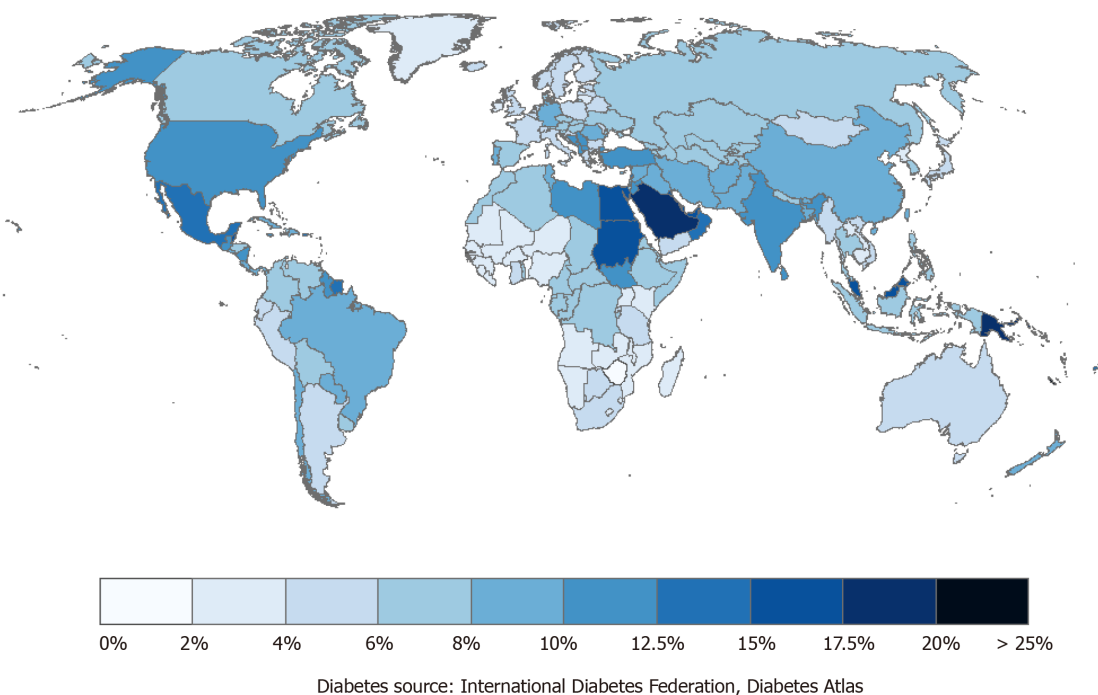 0% 2% 4% 6% 8% 10% 12.5% 15% 17.5% 20% > 25%
Diabetes source: International Diabetes Federation, Diabetes Atlas